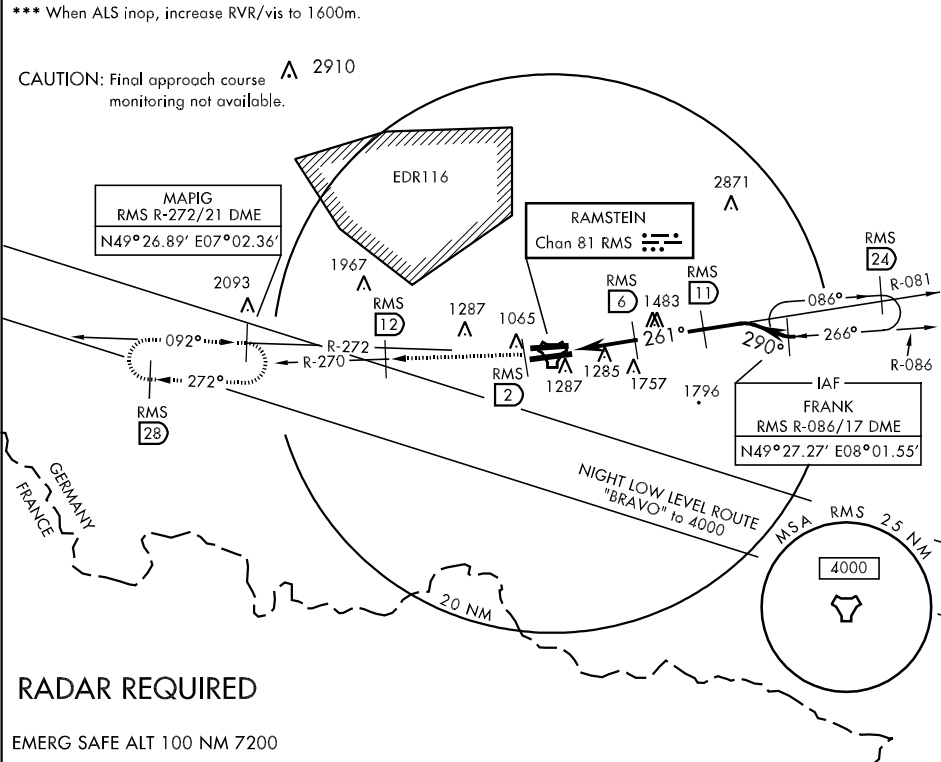 *** When ALS inop, increase RVR/vis to 1600m.
CAUTION: Final approach course
monitoring not available.
2910
EDR116
2871
MAPIG
RMS R-272/21 DME
N49°26.89' E07°02.36'
RAMSTEIN
Chan 81 RMS
RMS
24
R-081
086°
266°
R-086
2093
1967
RMS
12
1287
1065
RMS
6
1483
RMS
11
261°
290°
092°
R-272
R-270
272°
RMS
28
RMS
2
1287
1285
1757
1796
IAF
FRANK
RMS R-086/17 DME
N49°27.27' E08°01.55'
GERMANY
FRANCE
NIGHT LOW LEVEL ROUTE
"BRAVO" to 4000
MSA RMS 25 NM
4000
20 NM
RADAR REQUIRED
EMERG SAFE ALT 100 NM 7200